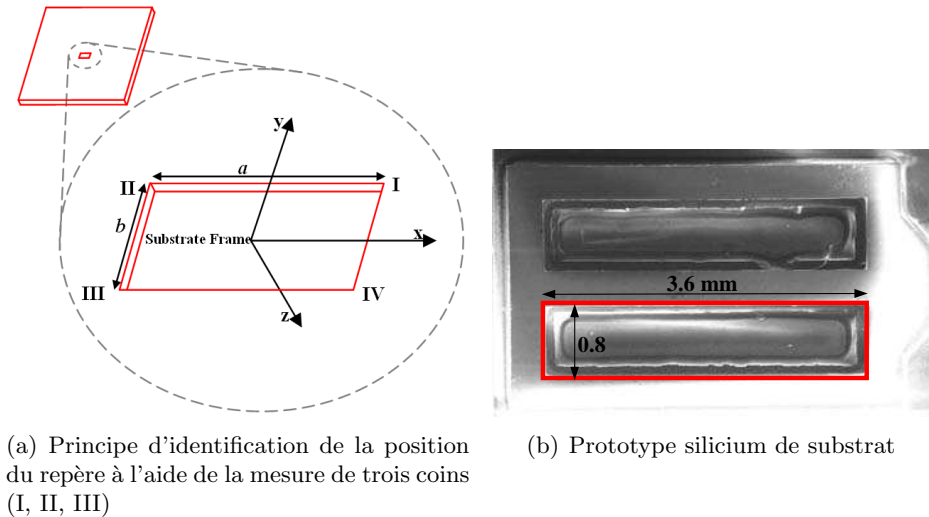 y
a
I
II
b
Substrate Frame
x
III
IV
z
3.6 mm
0.8
(a) Principe d'identification de la position
du repère à l'aide de la mesure de trois coins
(I, II, III)
(b) Prototype silicium de substrat